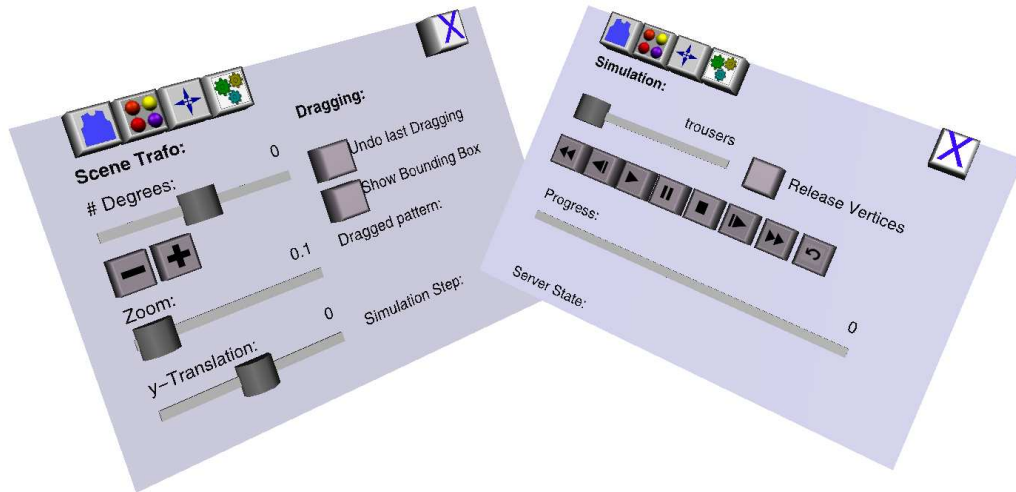 Scene Trafo:
# Degrees:
0
Zoom:
0.1
y-Translation:
0
Dragging:
Undo last Dragging
Show Bounding Box
Dragged pattern:
Simulation Step:
X
Simulation:
trousers
Release Vertices
Progress:
0
Server State:
X